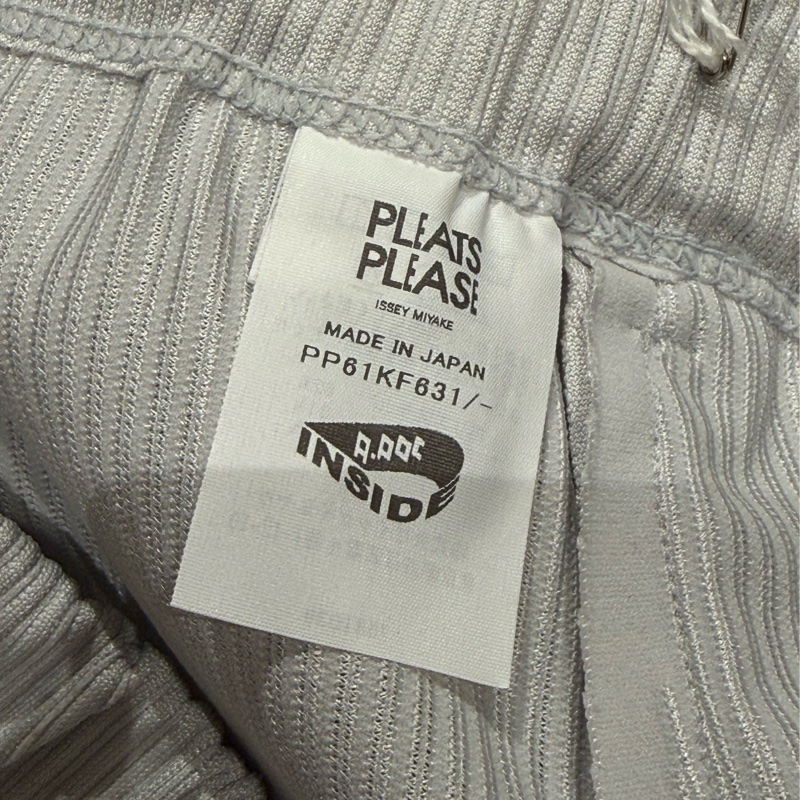 PLEATS
PLEASE
ISSEY MIYAKE
MADE IN JAPAN
PP61KF631/-
A.POC
INSIDE